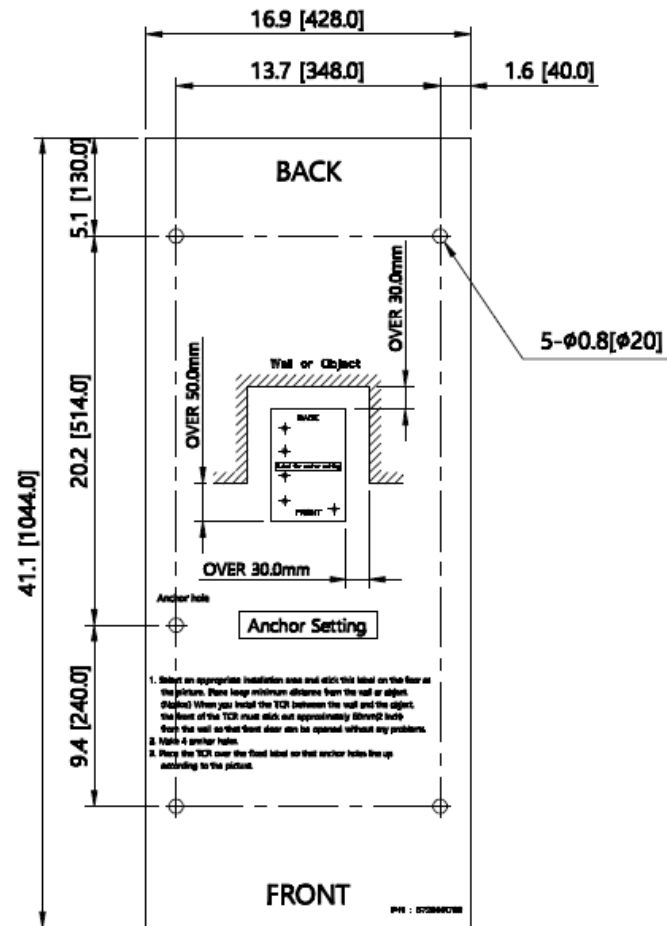 16.9 [428.0]
13.7 [348.0]
1.6 [40.0]
5.1 [130.0]
BACK
OVER 30.0mm
5-ϕ0.8[ϕ20]
Wall or Object
OVER 50.0mm
20.2 [514.0]
BACK
FRONT
41.1 [1044.0]
OVER 30.0mm
Anchor hole
Anchor Setting
1. Select an appropriate installation area and stick this label on the floor as
the picture. Plane keep minimum distance from the wall or object.
(Notice) When you install the TCR between the wall and the object,
the front of the TCR must stick out approximately 50mm(2 inch)
from the wall so that front door can be opened without any problems.
2. Make 4 anchor holes.
3. Place the TCR over the fixed label so that anchor holes line up
according to the picture.
9.4 [240.0]
FRONT
P/N :